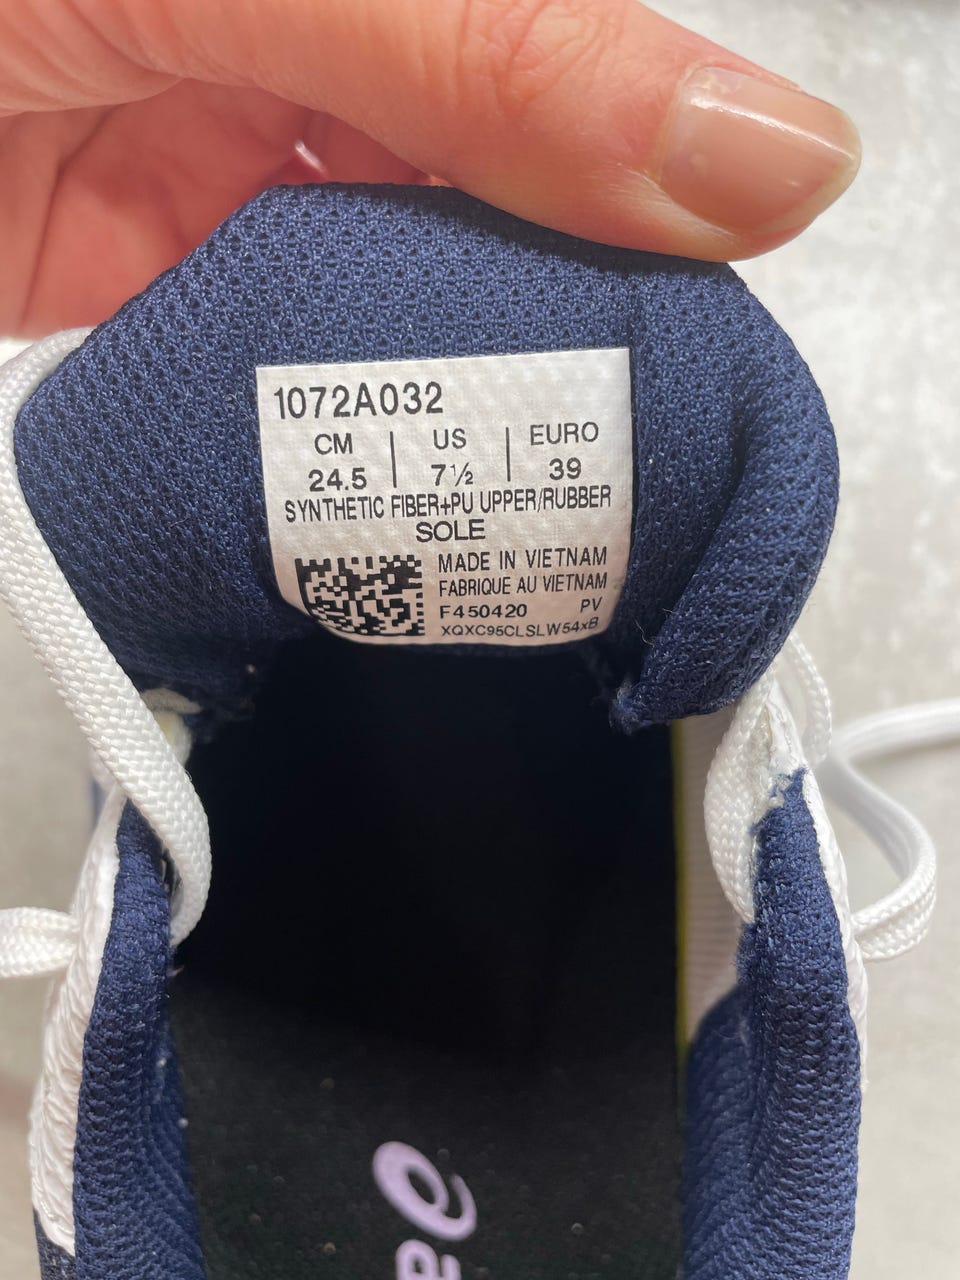 1072A032
CM | US | EURO
24.5 | 7½ | 39
SYNTHETIC FIBER+PU UPPER/RUBBER
SOLE
MADE IN VIETNAM
FABRIQUE AU VIETNAM
F450420 PV
XQXC95CLSLW54xB
a